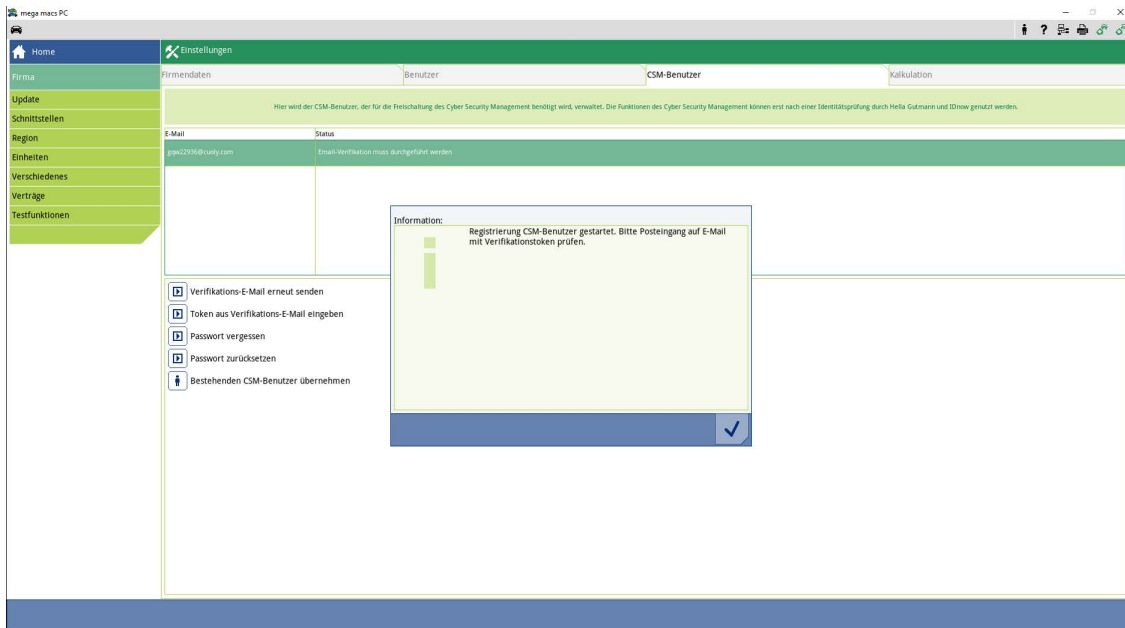 mega macs PC
Home
Einstellungen
Firma
Firmendaten
Benutzer
CSM-Benutzer
Kalkulation
Update
Schnittstellen
Region
Einheiten
Verschiedenes
Verträge
Testfunktionen
Hier wird der CSM-Benutzer, der für die Freischaltung des Cyber Security Management benötigt wird, verwaltet. Die Funktionen des Cyber Security Management können erst nach einer Identitätsprüfung durch Hella Gutmann und IDnow genutzt werden.
E-Mail
Status
gqw22936@cuoly.com
Email-Verifikation muss durchgeführt werden
Information:
Registrierung CSM-Benutzer gestartet. Bitte Posteingang auf E-Mail
mit Verifikationstoken prüfen.
Verifikations-E-Mail erneut senden
Token aus Verifikations-E-Mail eingeben
Passwort vergessen
Passwort zurücksetzen
Bestehenden CSM-Benutzer übernehmen